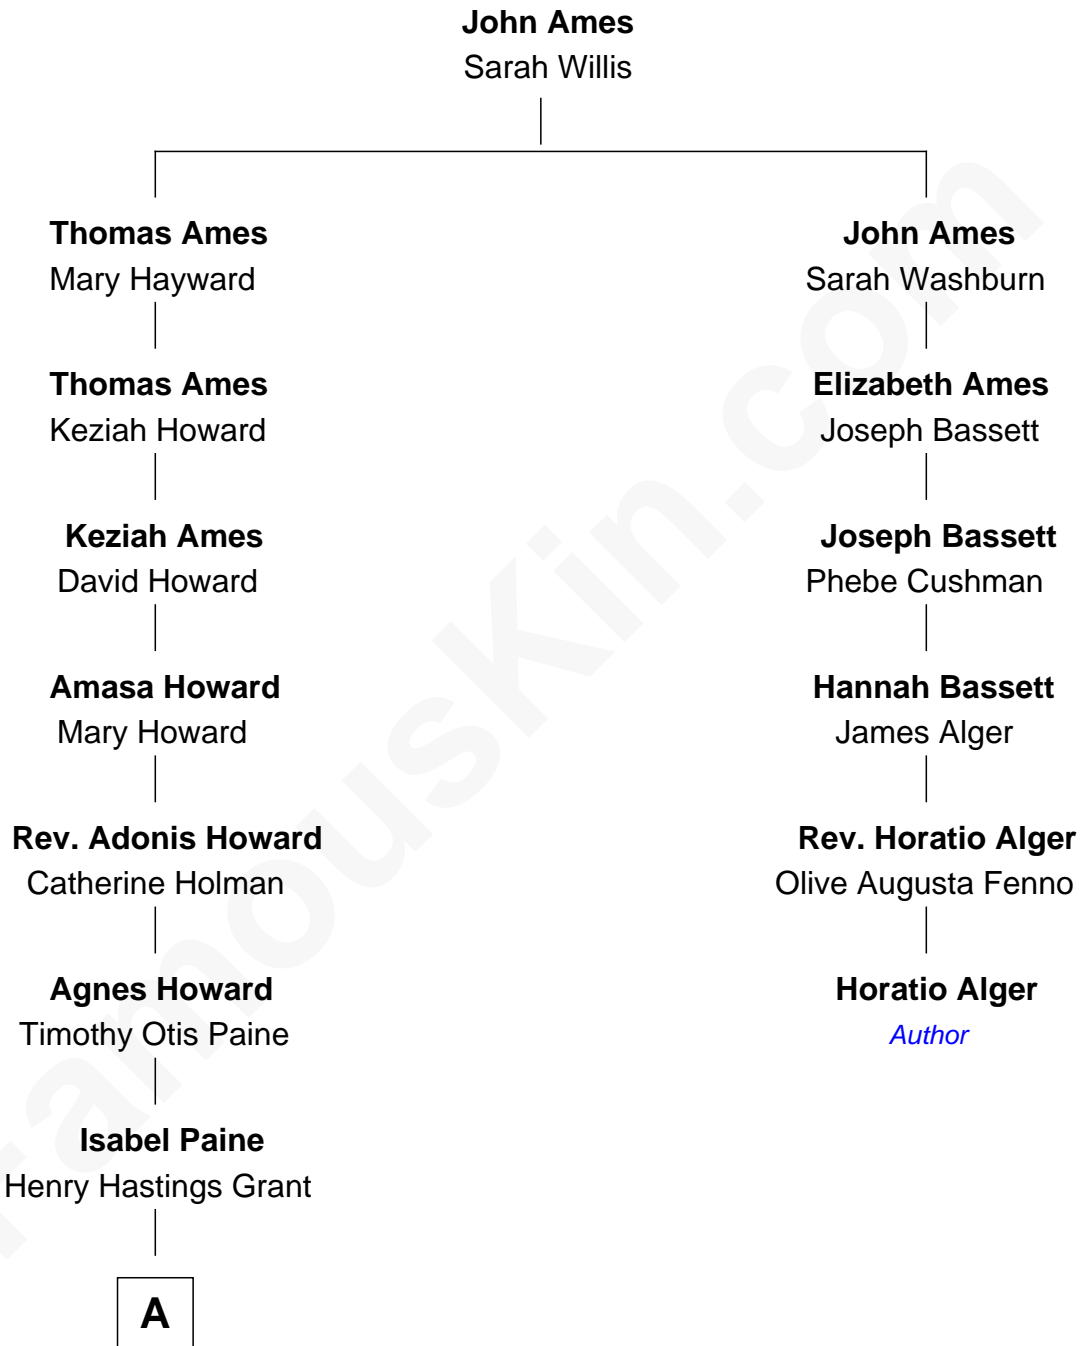 John Ames
Sarah Willis
Thomas Ames
Mary Hayward
John Ames
Sarah Washburn
Thomas Ames
Keziah Howard
Elizabeth Ames
Joseph Bassett
Keziah Ames
David Howard
Joseph Bassett
Phebe Cushman
Amasa Howard
Mary Howard
Hannah Bassett
James Alger
Rev. Adonis Howard
Catherine Holman
Rev. Horatio Alger
Olive Augusta Fenno
Agnes Howard
Timothy Otis Paine
Horatio Alger
Author
Isabel Paine
Henry Hastings Grant
A
famouskin.com